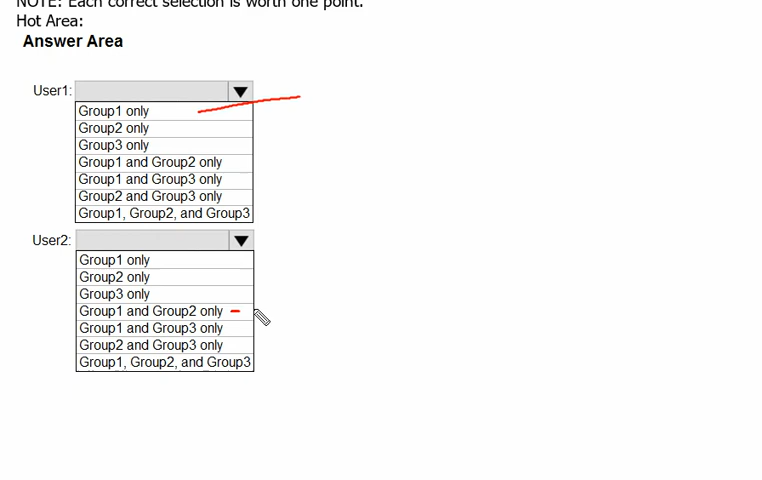 NOTE: Each correct selection is worth one point.
Hot Area:
Answer Area
User1:
Group1 only
Group2 only
Group3 only
Group1 and Group2 only
Group1 and Group3 only
Group2 and Group3 only
Group1, Group2, and Group3
User2:
Group1 only
Group2 only
Group3 only
Group1 and Group2 only
Group1 and Group3 only
Group2 and Group3 only
Group1, Group2, and Group3